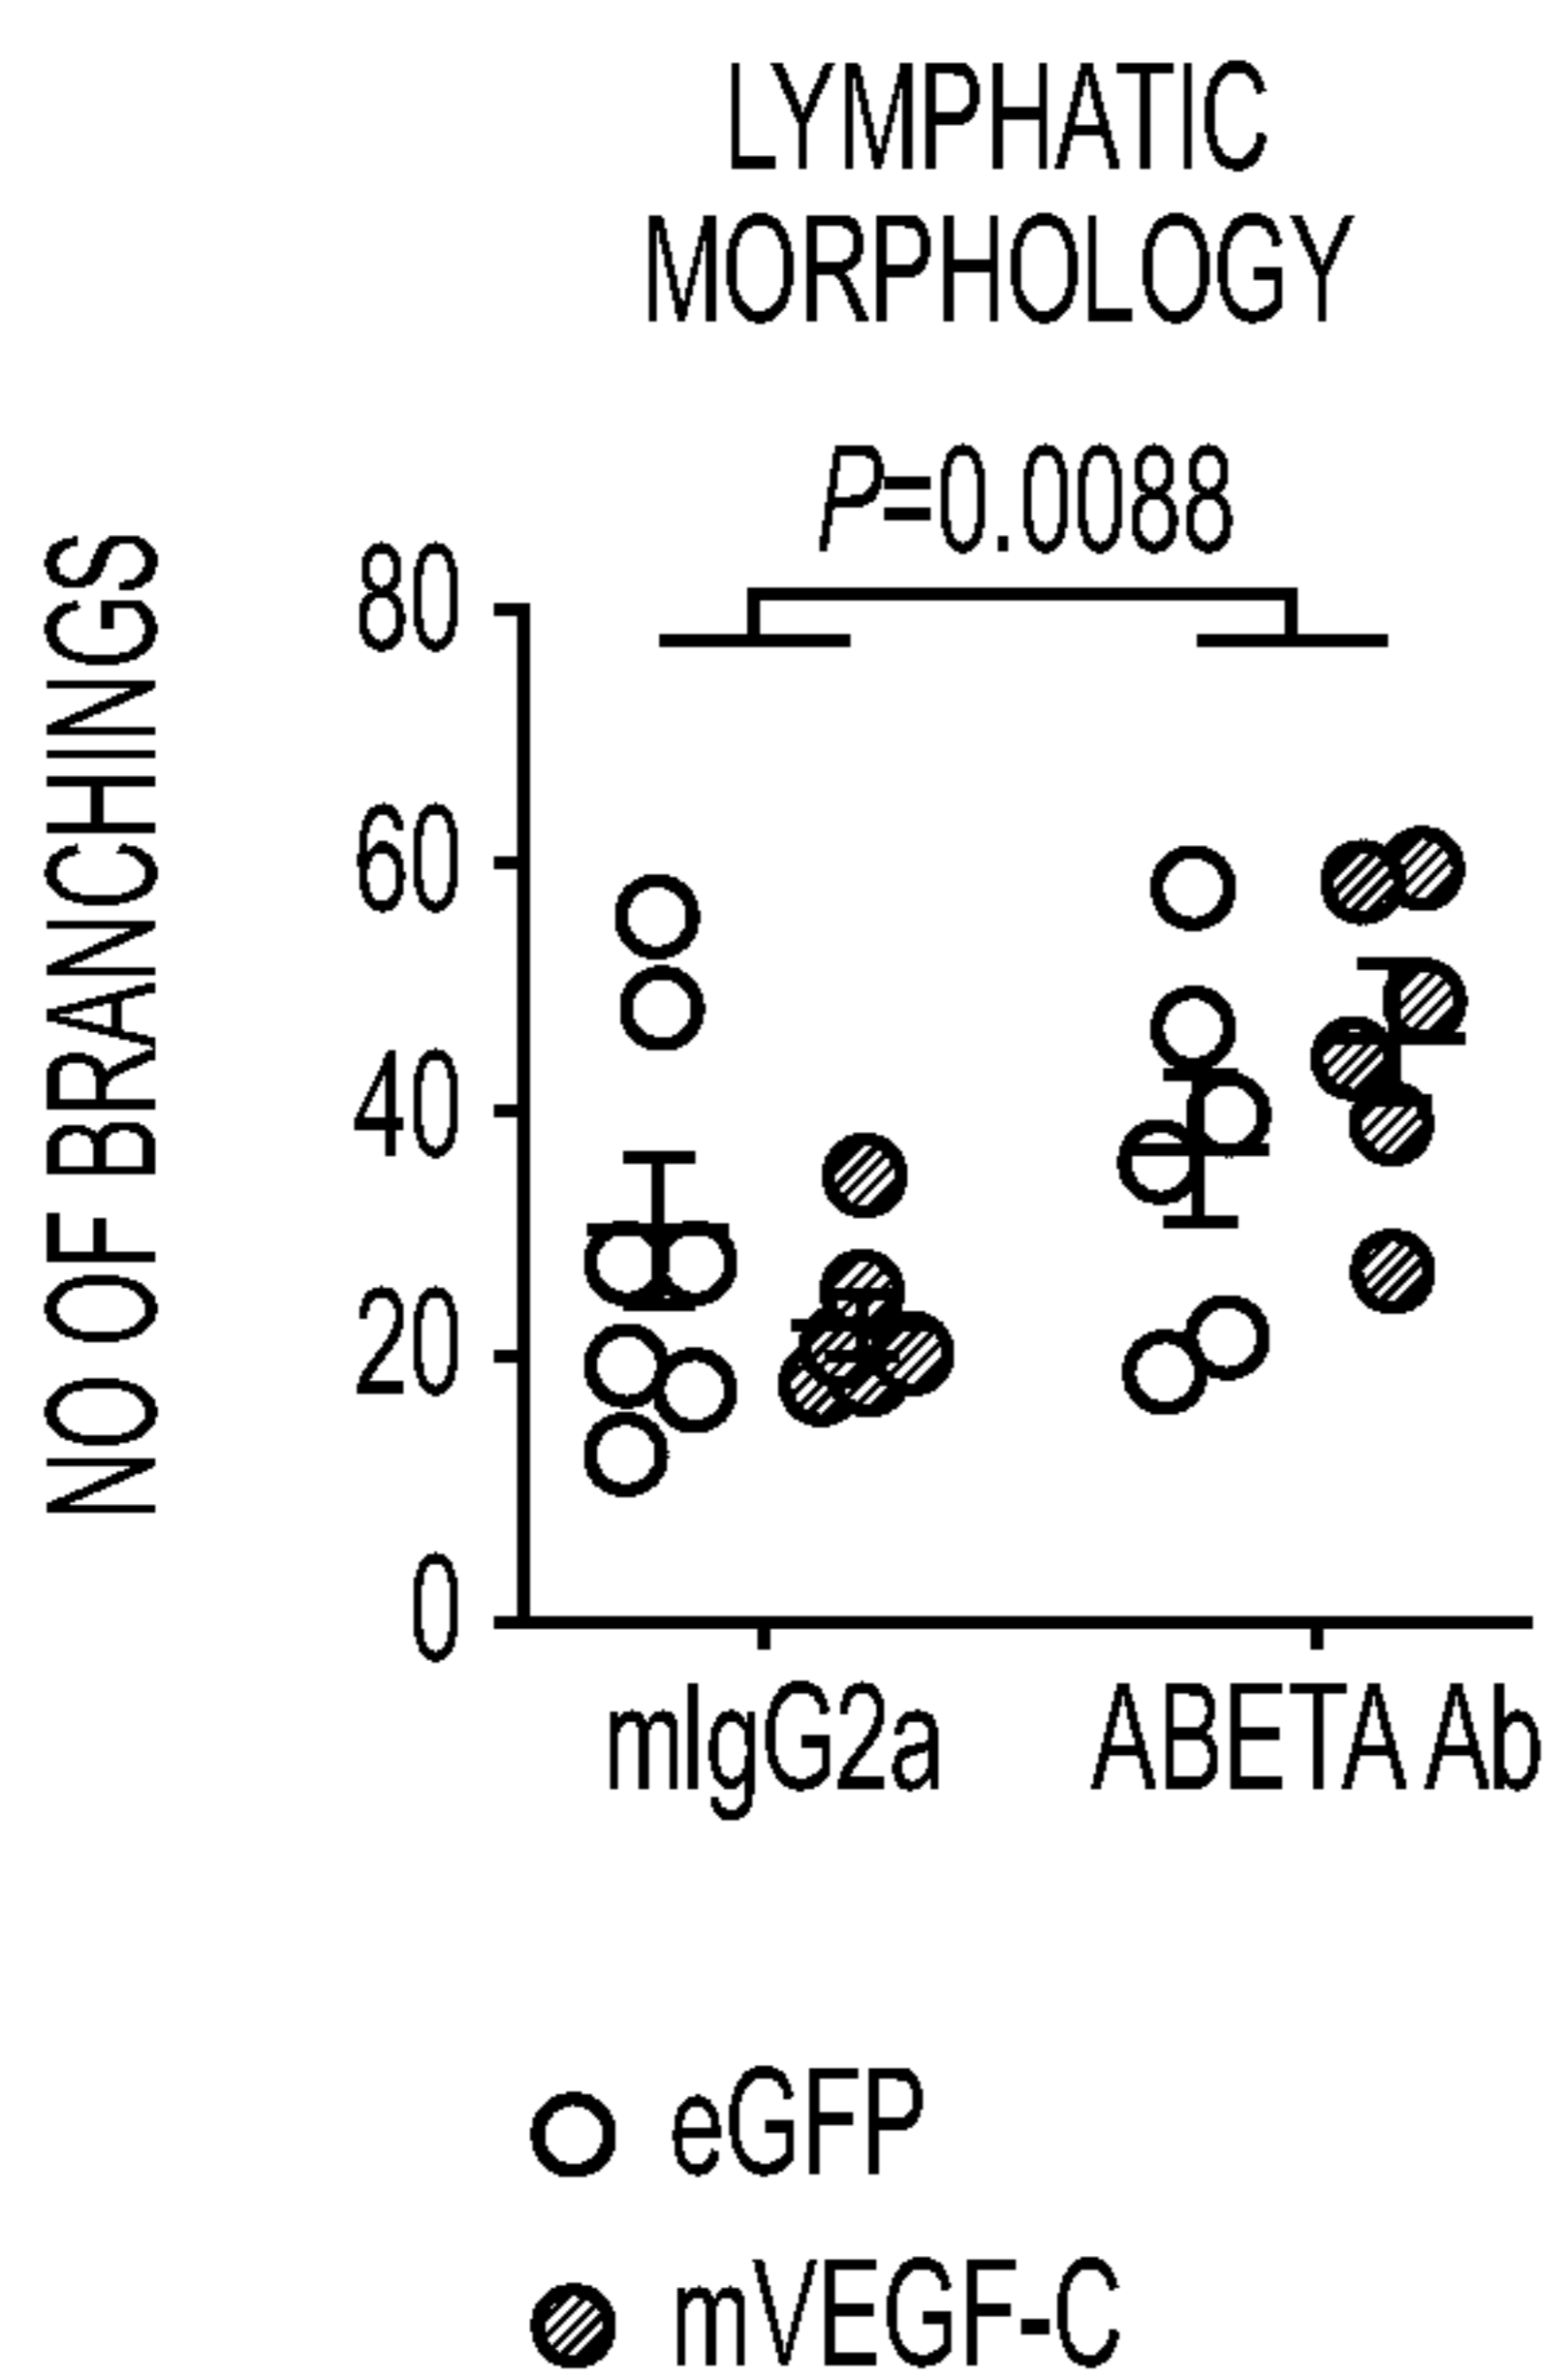 LYMPHATIC
MORPHOLOGY
P=0.0088
NO OF BRANCHINGS
80
60
40
20
0
mIgG2a
ABETA Ab
eGFP
mVEGF-C